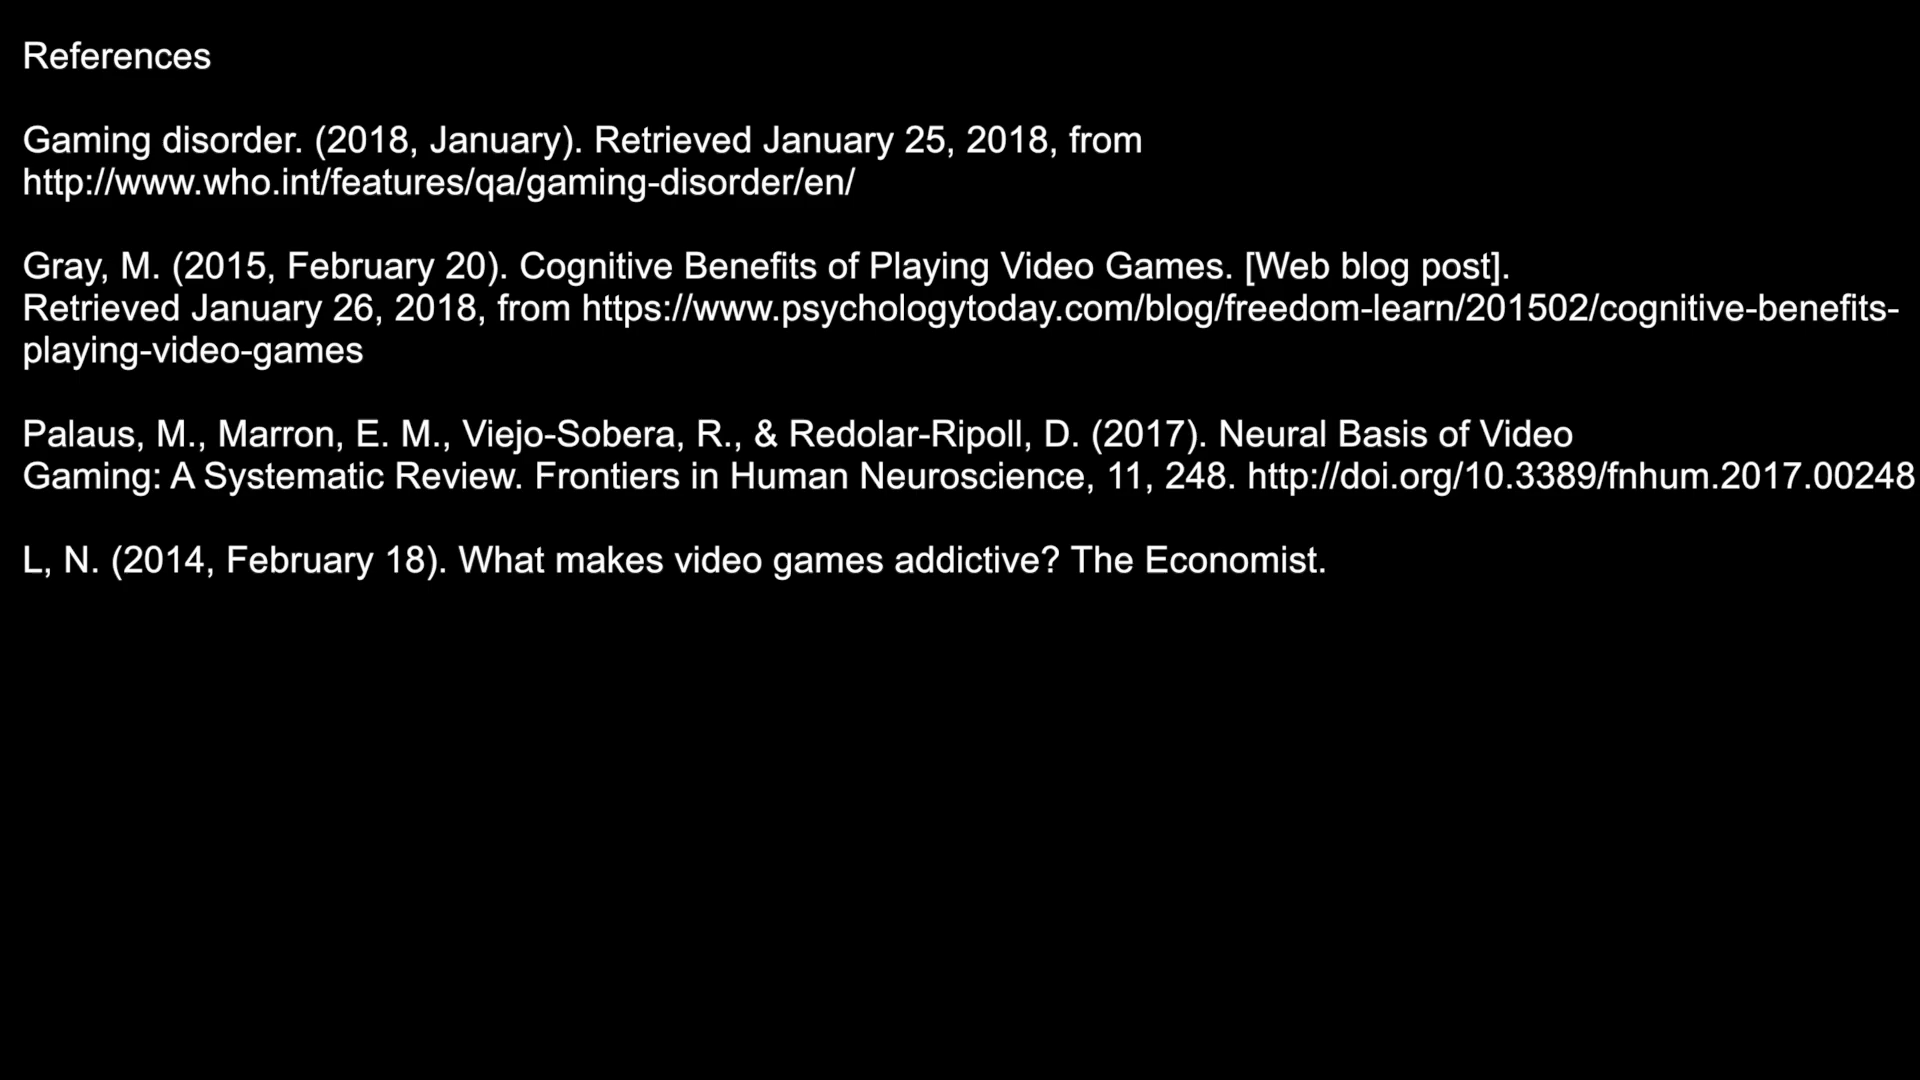 References
Gaming disorder. (2018, January). Retrieved January 25, 2018, from
http://www.who.int/features/qa/gaming-disorder/en/
Gray, M. (2015, February 20). Cognitive Benefits of Playing Video Games. [Web blog post].
Retrieved January 26, 2018, from https://www.psychologytoday.com/blog/freedom-learn/201502/cognitive-benefits-
playing-video-games
Palaus, M., Marron, E. M., Viejo-Sobera, R., & Redolar-Ripoll, D. (2017). Neural Basis of Video
Gaming: A Systematic Review. Frontiers in Human Neuroscience, 11, 248. http://doi.org/10.3389/fnhum.2017.00248
L, N. (2014, February 18). What makes video games addictive? The Economist.